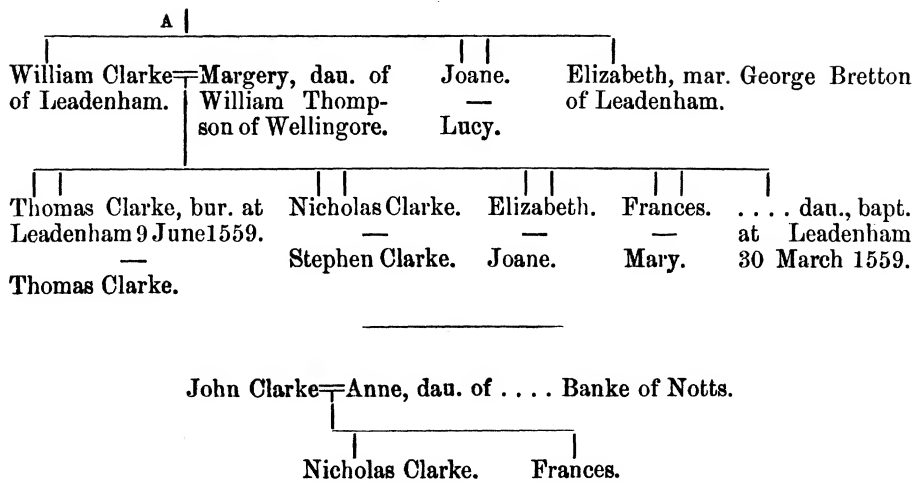 A
William Clarke=Margery, dau. of Joane. Elizabeth, mar. George Bretton
of Leadenham. William Thomp- — of Leadenham.
son of Wellingore. Lucy.
Thomas Clarke, bur. at Nicholas Clarke. Elizabeth. Frances. . . . . dau., bapt.
Leadenham 9 June 1559. — — — at Leadenham
— Stephen Clarke. Joane. Mary. 30 March 1559.
Thomas Clarke.
John Clarke=Anne, dau. of . . . . Banke of Notts.
Nicholas Clarke. Frances.